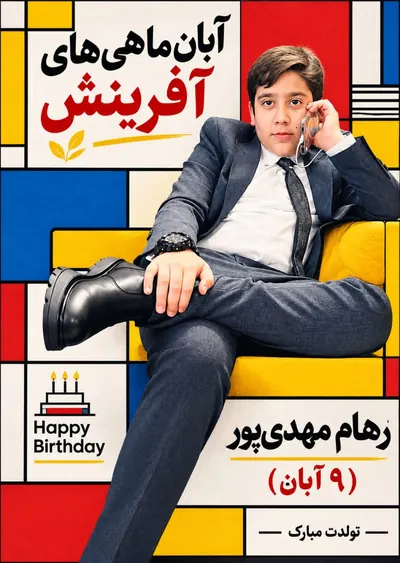 آبان‌ماهی‌های
آفرینش
Happy
Birthday
رهام مهدی‌پور
(۹ آبان)
تولدت مبارک